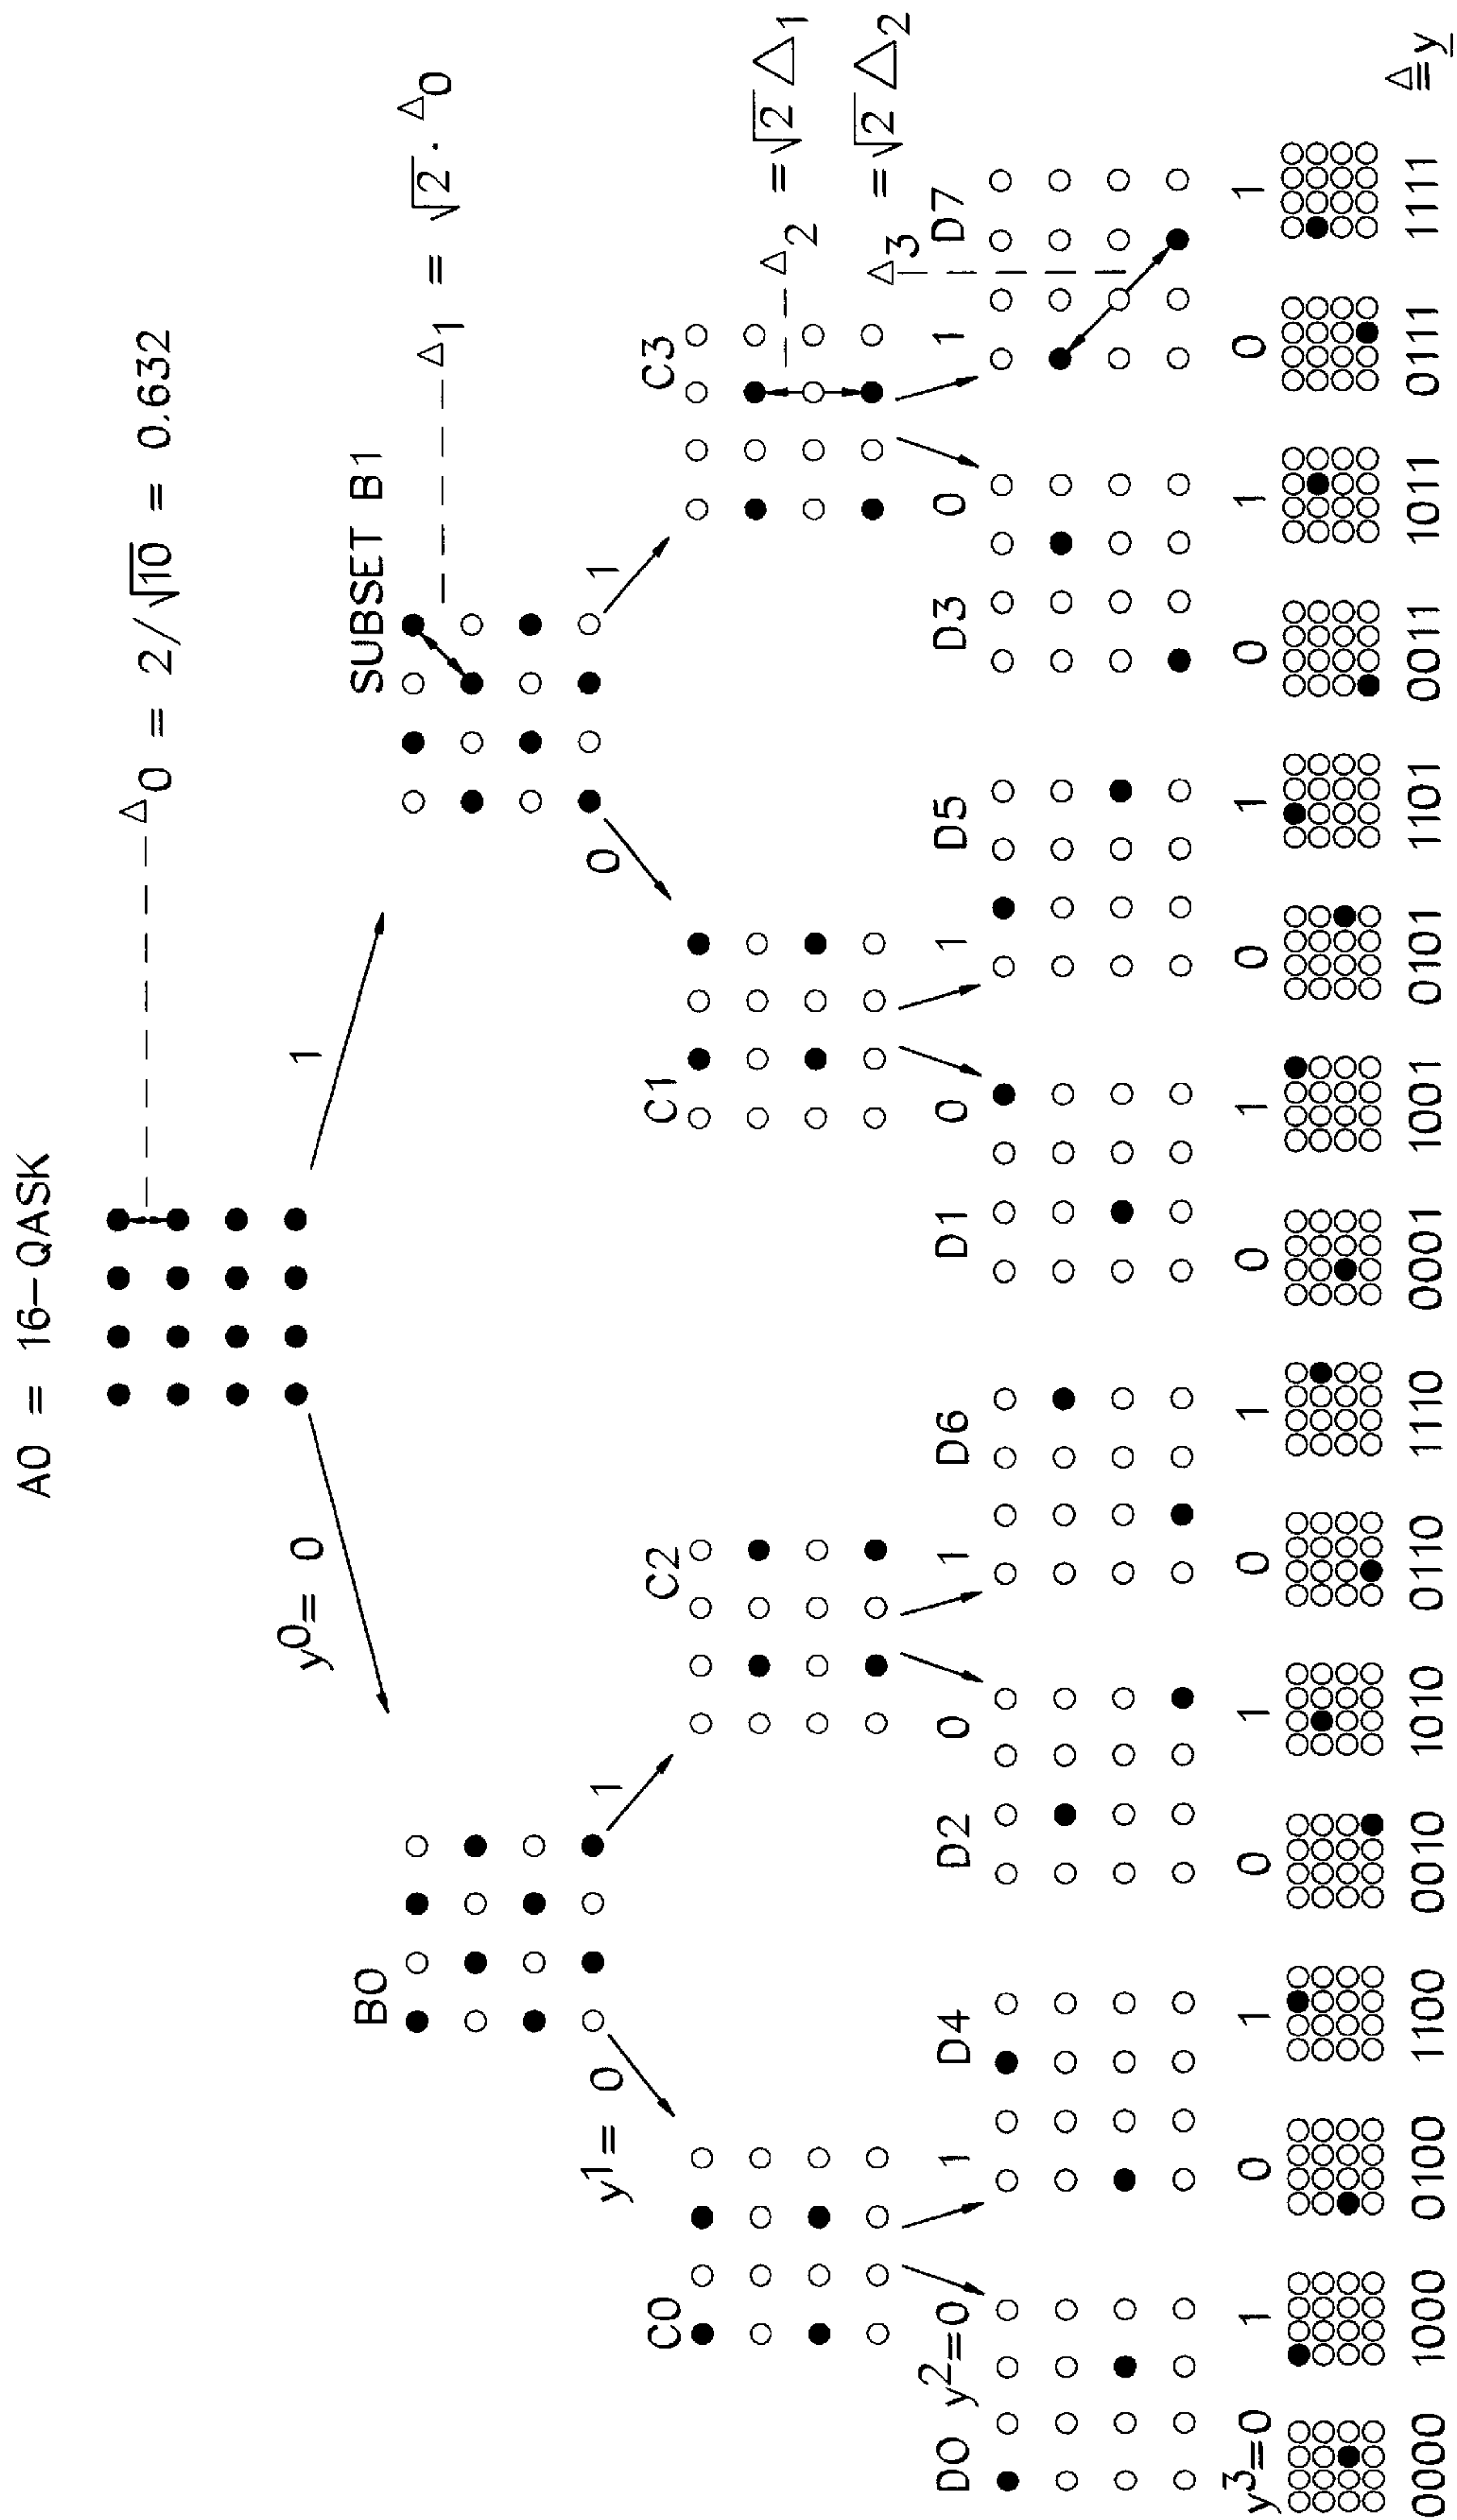 A0 = 16-QASK
Δ0 = 2/√10 = 0.632
y0= 0
1
B0
SUBSET B1
Δ1 = √2 · Δ0
y1= 0
1
0
1
C0
C2
C1
C3
Δ2 = √2 Δ1
Δ3 = √2 Δ2
D0 y2=0
1 D4
D2 0
1 D6
D1 0
1 D5
D3 0
1 D7
y3=0 1 0 1 0 1 0 1 0 1 0 1 0 1 0 1
0000 1000 0100 1100 0010 1010 0110 1110 0001 1001 0101 1101 0011 1011 0111 1111 ≜y